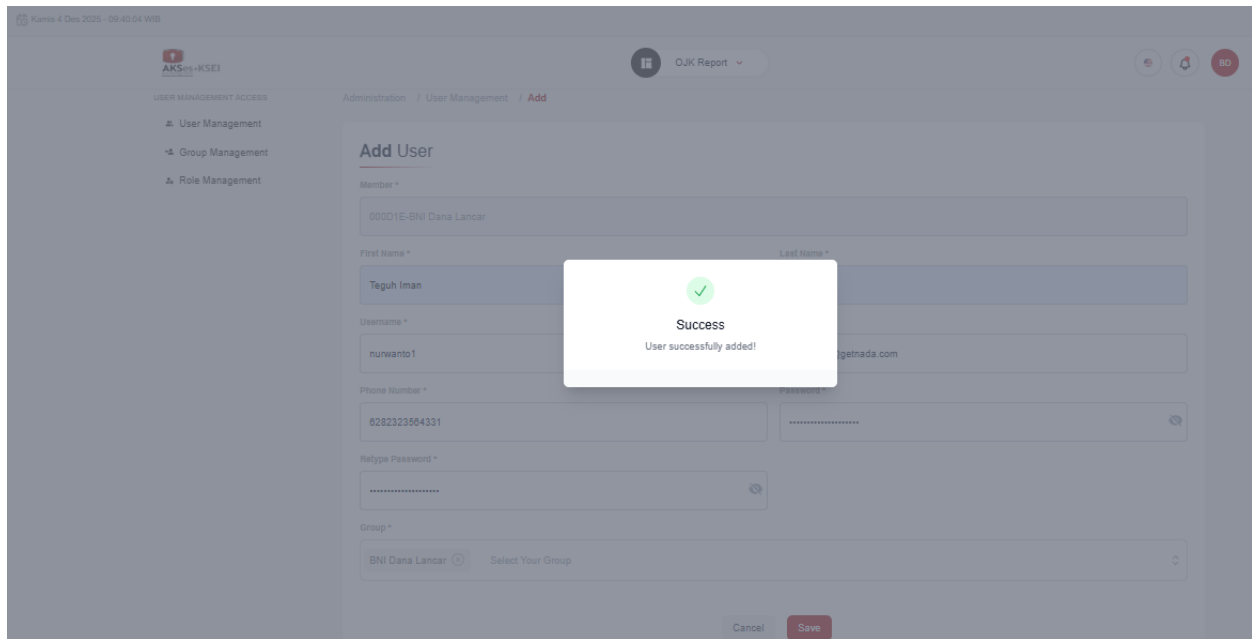 Kamis 4 Des 2025 - 09:40:04 WIB
AKSes-KSEI
OJK Report
BD
USER MANAGEMENT ACCESS
User Management
Group Management
Role Management
Administration / User Management / Add
Add User
Member *
000D1E-BNI Dana Lancar
First Name *
Last Name *
Teguh Iman
Username *
nurwanto1
getnada.com
Phone Number *
Password *
6282323564331
Retype Password *
Group *
BNI Dana Lancar
Select Your Group
Cancel
Save
Success
User successfully added!